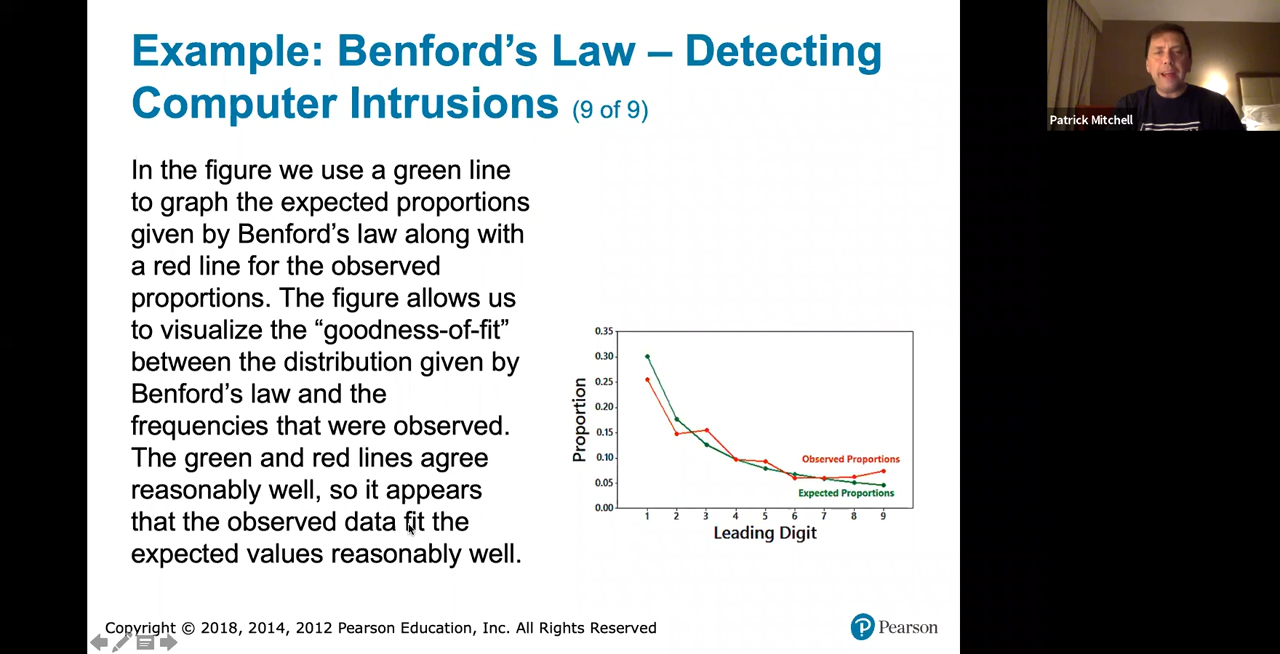 Example: Benford’s Law – Detecting
Computer Intrusions (9 of 9)
In the figure we use a green line
to graph the expected proportions
given by Benford’s law along with
a red line for the observed
proportions. The figure allows us
to visualize the “goodness-of-fit”
between the distribution given by
Benford’s law and the
frequencies that were observed.
The green and red lines agree
reasonably well, so it appears
that the observed data fit the
expected values reasonably well.
Proportion
0.35
0.30
0.25
0.20
0.15
0.10
0.05
0.00
Observed Proportions
Expected Proportions
1 2 3 4 5 6 7 8 9
Leading Digit
Copyright © 2018, 2014, 2012 Pearson Education, Inc. All Rights Reserved
Pearson
Patrick Mitchell